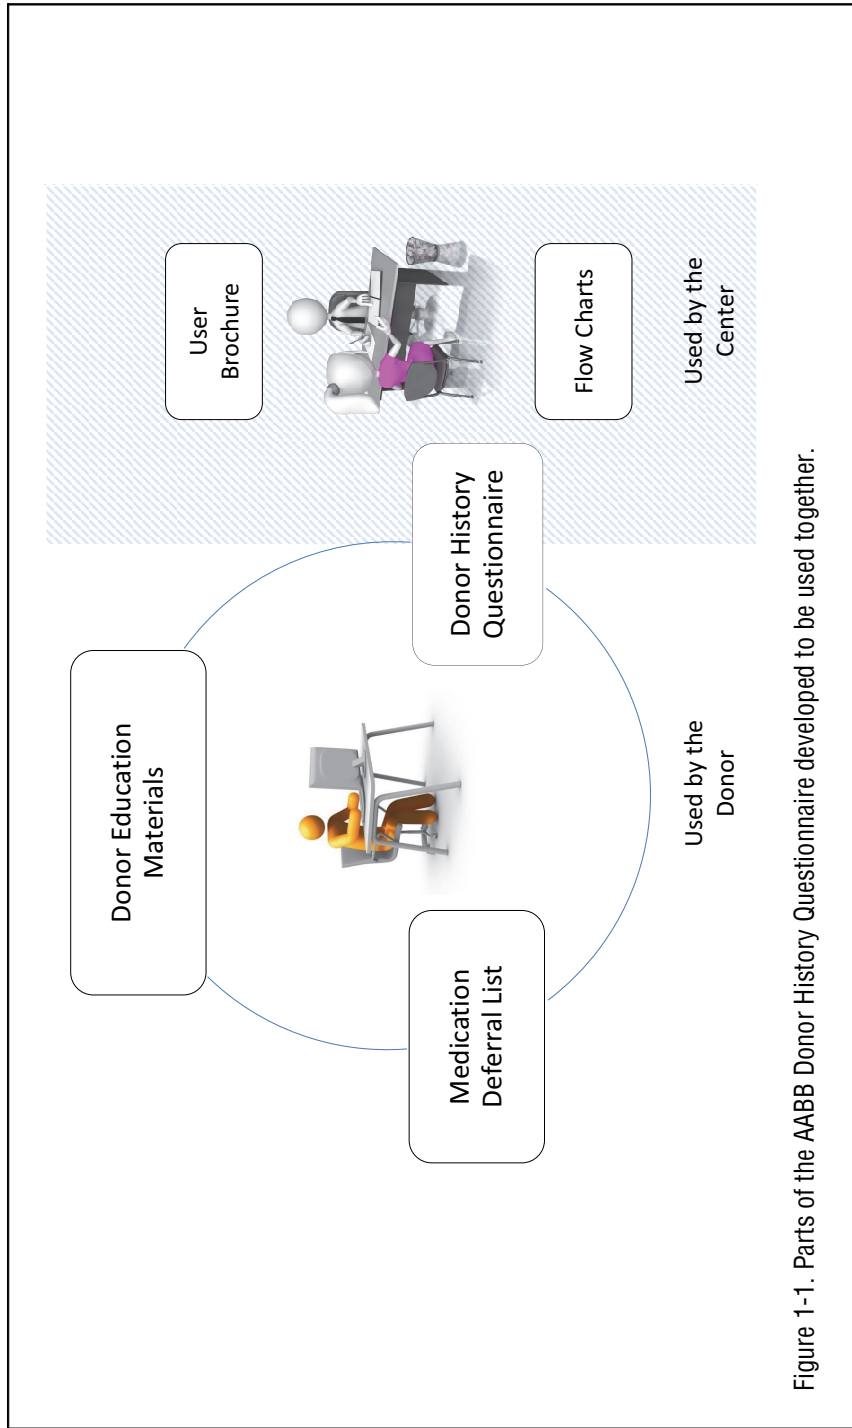 Donor Education
Materials
Medication
Deferral List
Donor History
Questionnaire
Used by the
Donor
User
Brochure
Flow Charts
Used by the
Center
Figure 1-1. Parts of the AABB Donor History Questionnaire developed to be used together.